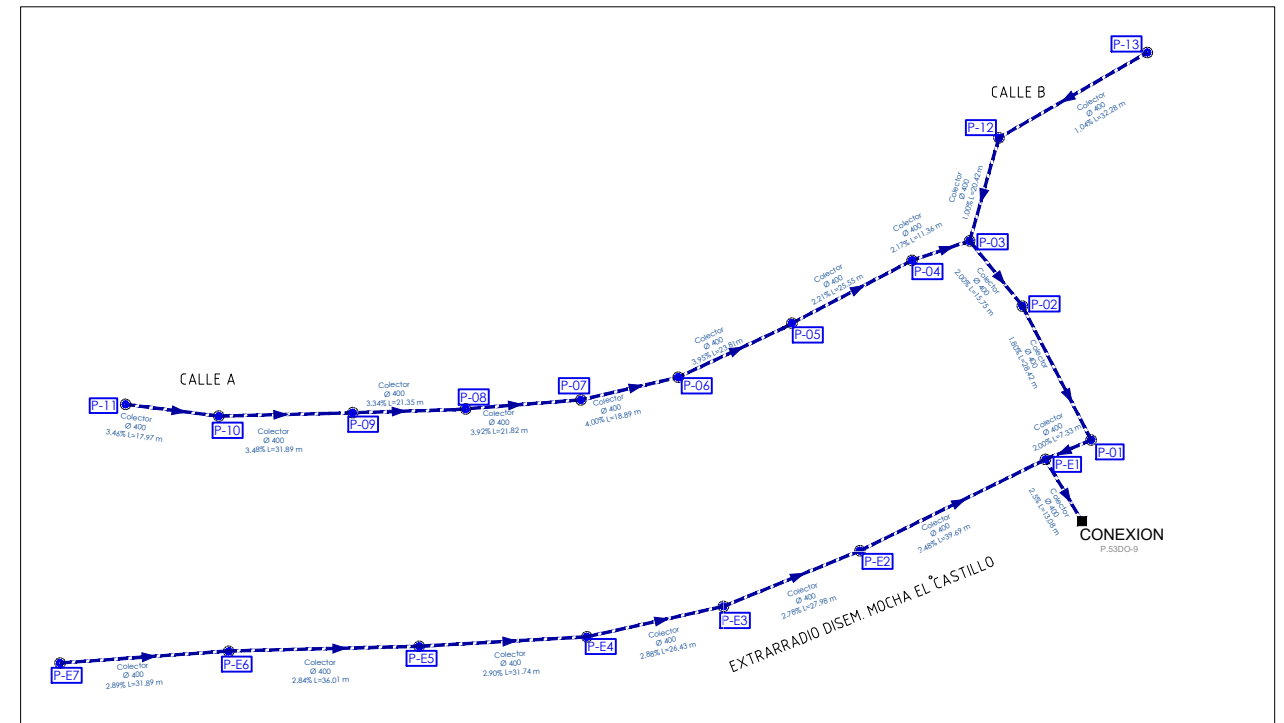 P-13
CALLE B
Colector
Ø 400
1,04% L=32,28 m
P-12
Colector
Ø 400
1,00% L=20,42 m
P-03
Colector
Ø 400
2,17% L=11,36 m
P-04
Colector
Ø 400
2,00% L=15,75 m
P-02
Colector
Ø 400
2,21% L=25,55 m
P-05
Colector
Ø 400
3,95% L=23,81m
P-06
Colector
Ø 400
1,80% L=28,42 m
CALLE A
P-11
Colector
Ø 400
3,46% L=17,97 m
P-10
Colector
Ø 400
3,48% L=31,89 m
P-09
Colector
Ø 400
3,34% L=21,35 m
P-08
Colector
Ø 400
3,92% L=21,82 m
P-07
Colector
Ø 400
4,00% L=18,89 m
Colector
Ø 400
2,00% L=7,33 m
P-01
P-E1
Colector
Ø 400
2,5% L=13,08 m
CONEXION
P.53DO-9
Colector
Ø 400
2,48% L=39,69 m
P-E2
EXTRARRADIO DISEM. MOCHA EL°CASTILLO
Colector
Ø 400
2,78% L=27,98 m
P-E3
Colector
Ø 400
2,88% L=26,43 m
P-E4
Colector
Ø 400
2,90% L=31,74 m
P-E5
Colector
Ø 400
2,84% L=36,01 m
P-E6
Colector
Ø 400
2,89% L=31,89 m
P-E7